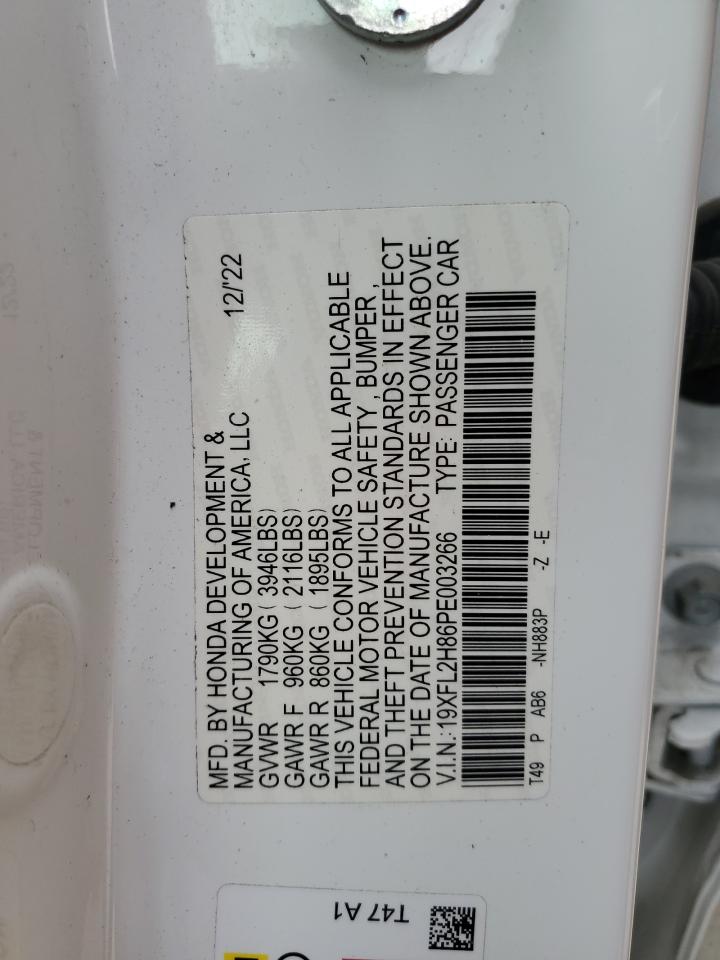 MFD. BY HONDA DEVELOPMENT &
MANUFACTURING OF AMERICA, LLC 12/'22
GVWR 1790KG (3946LBS)
GAWR F 960KG (2116LBS)
GAWR R 860KG (1895LBS)
THIS VEHICLE CONFORMS TO ALL APPLICABLE
FEDERAL MOTOR VEHICLE SAFETY, BUMPER,
AND THEFT PREVENTION STANDARDS IN EFFECT
ON THE DATE OF MANUFACTURE SHOWN ABOVE.
V.I.N.: 19XFL2H86PE003266 TYPE: PASSENGER CAR
T49 P AB6 -NH883P -Z -E
T47 A1